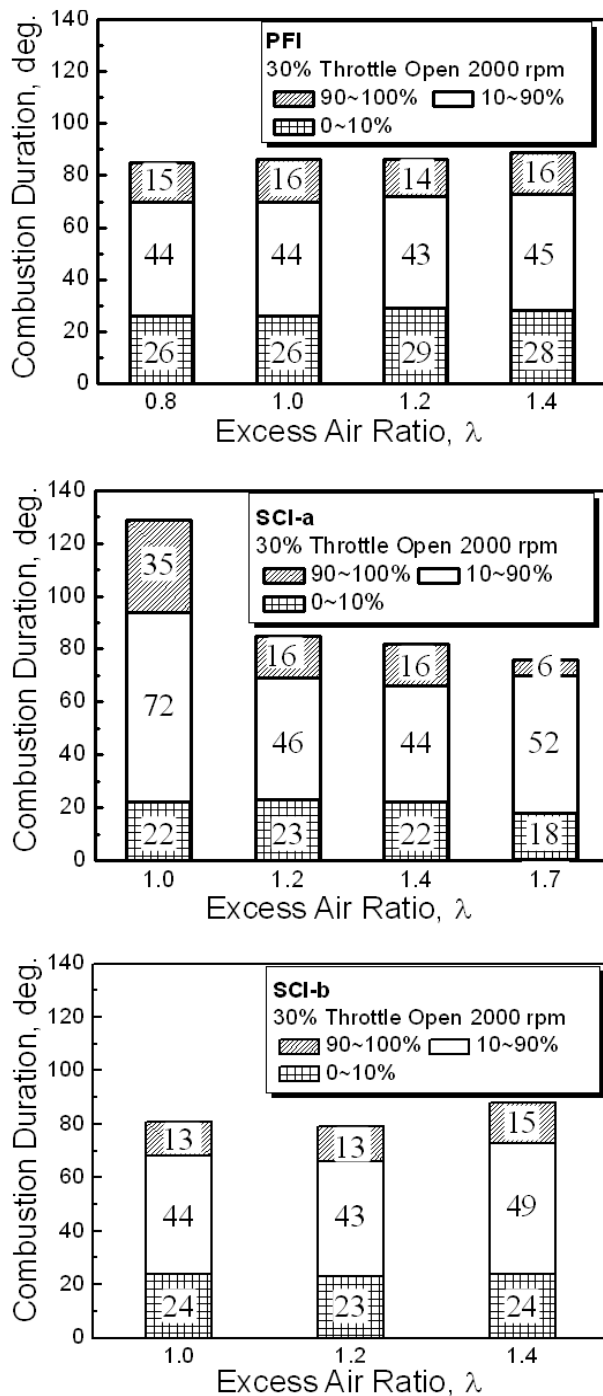 140
PFI
120
30% Throttle Open 2000 rpm
90~100% 10~90%
0~10%
100
80
60
40
20
0
Combustion Duration, deg.
15 16 14 16
44 44 43 45
26 26 29 28
0.8 1.0 1.2 1.4
Excess Air Ratio, λ
140
SCI-a
120
30% Throttle Open 2000 rpm
90~100% 10~90%
0~10%
100
80
60
40
20
0
Combustion Duration, deg.
35 16 16 6
72 46 44 52
22 23 22 18
1.0 1.2 1.4 1.7
Excess Air Ratio, λ
140
SCI-b
120
30% Throttle Open 2000 rpm
90~100% 10~90%
0~10%
100
80
60
40
20
0
Combustion Duration, deg.
13 13 15
44 43 49
24 23 24
1.0 1.2 1.4
Excess Air Ratio, λ